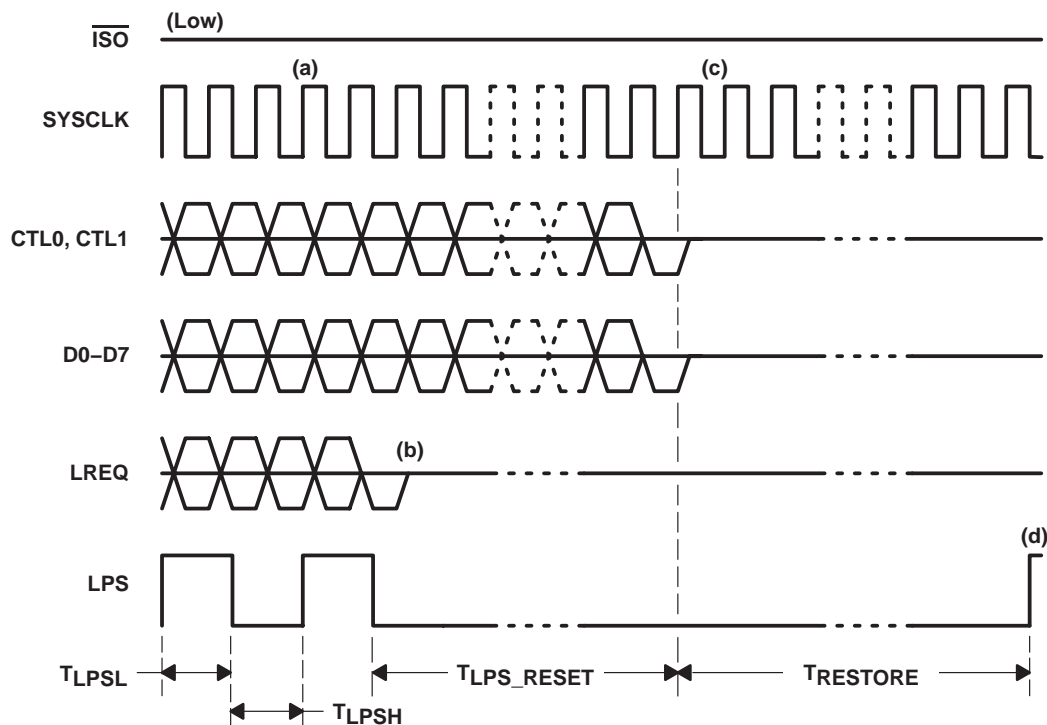 ISO
(Low)
(a)
(c)
SYSCLK
CTL0, CTL1
D0–D7
(b)
LREQ
(d)
LPS
TLPSL
TLPS_RESET
TRESTORE
TLPSH